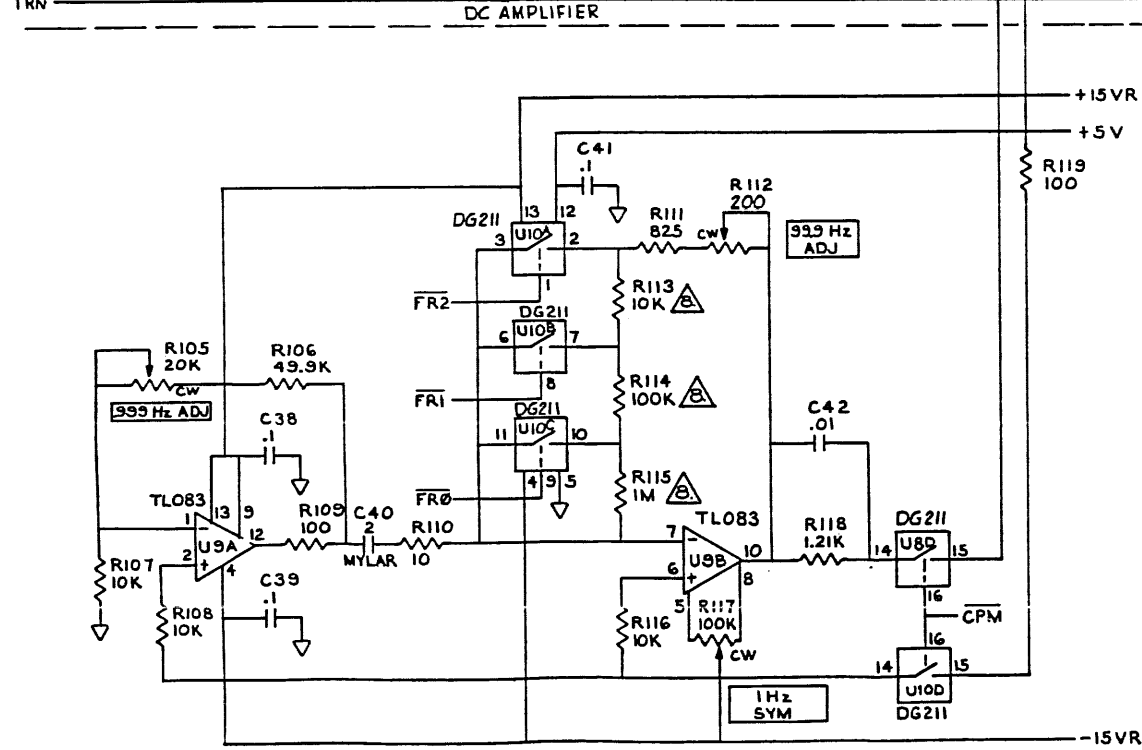 TRN
DC AMPLIFIER
+15VR
+5V
C41
.1
R119
100
R112
200
R111
825
DG211
13 12
U10A
3 2
CW
99.9 Hz
ADJ
1
FR2
R113
10K 8.
DG211
U10B
6 7
8
FR1
R105
20K
R106
49.9K
CW
.999 Hz ADJ
R114
100K 8.
DG211
U10C
11 10
C42
.01
C38
.1
4 9 5
FRØ
R115
1M 8.
TL083
13 9
1
U9A
12
2
4
R109
100
C40
2
MYLAR
R110
10
TL083
7
U9B
10
6
8
5
R118
1.21K
DG211
14 U8D 15
16
CPM
R107
10K
C39
.1
R108
10K
R116
10K
R117
100K
CW
16
14 15
U10D
DG211
1Hz
SYM
-15VR